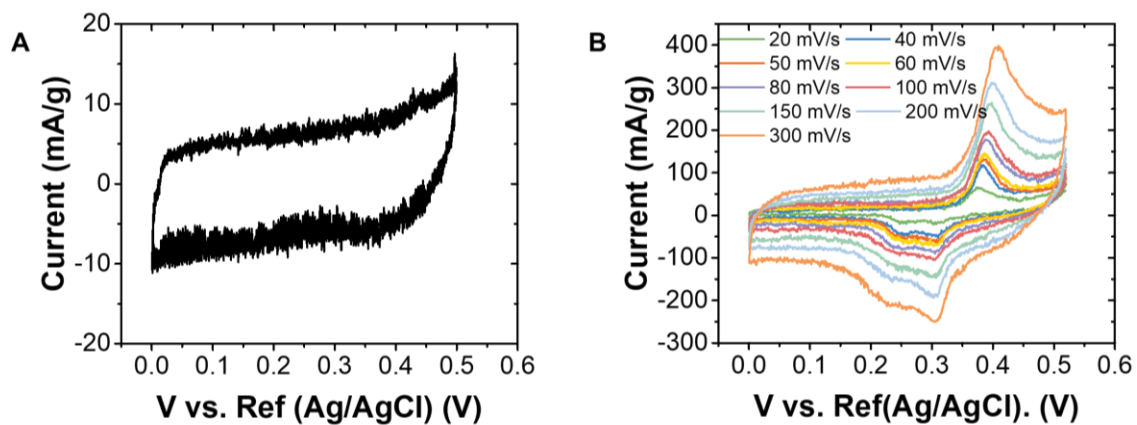 A
Current (mA/g)
20
10
0
-10
-20
0.0 0.1 0.2 0.3 0.4 0.5 0.6
V vs. Ref (Ag/AgCl) (V)
B
Current (mA/g)
400
300
200
100
0
-100
-200
-300
20 mV/s 40 mV/s
50 mV/s 60 mV/s
80 mV/s 100 mV/s
150 mV/s 200 mV/s
300 mV/s
0.0 0.1 0.2 0.3 0.4 0.5 0.6
V vs. Ref(Ag/AgCl). (V)